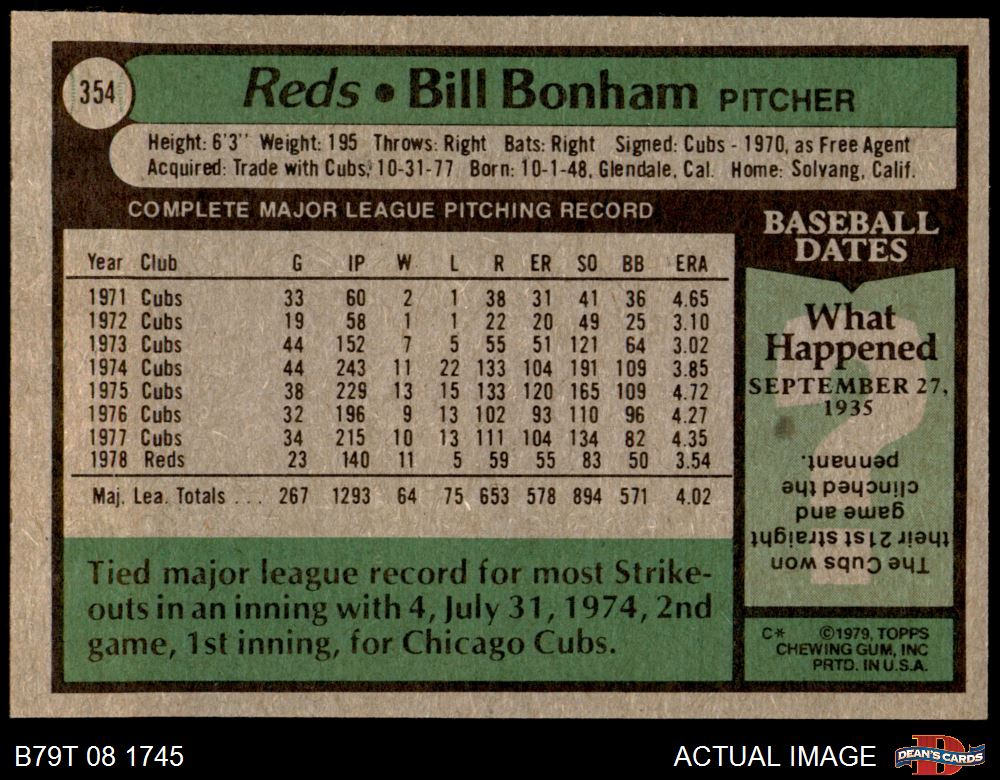 354
Reds • Bill Bonham PITCHER
Height: 6'3" Weight: 195 Throws: Right Bats: Right Signed: Cubs - 1970, as Free Agent
Acquired: Trade with Cubs, 10-31-77 Born: 10-1-48, Glendale, Cal. Home: Solvang, Calif.
COMPLETE MAJOR LEAGUE PITCHING RECORD
Year Club G IP W L R ER SO BB ERA
1971 Cubs 33 60 2 1 38 31 41 36 4.65
1972 Cubs 19 58 1 1 22 20 49 25 3.10
1973 Cubs 44 152 7 5 55 51 121 64 3.02
1974 Cubs 44 243 11 22 133 104 191 109 3.85
1975 Cubs 38 229 13 15 133 120 165 109 4.72
1976 Cubs 32 196 9 13 102 93 110 96 4.27
1977 Cubs 34 215 10 13 111 104 134 82 4.35
1978 Reds 23 140 11 5 59 55 83 50 3.54
Maj. Lea. Totals ... 267 1293 64 75 653 578 894 571 4.02
Tied major league record for most Strike-
outs in an inning with 4, July 31, 1974, 2nd
game, 1st inning, for Chicago Cubs.
BASEBALL
DATES
What
Happened
SEPTEMBER 27,
1935
The Cubs won
their 21st straight
game and
clinched the
pennant.
C* ©1979, TOPPS
CHEWING GUM, INC
PRTD. IN U.S.A.
B79T 08 1745
ACTUAL IMAGE
DEAN'S CARDS